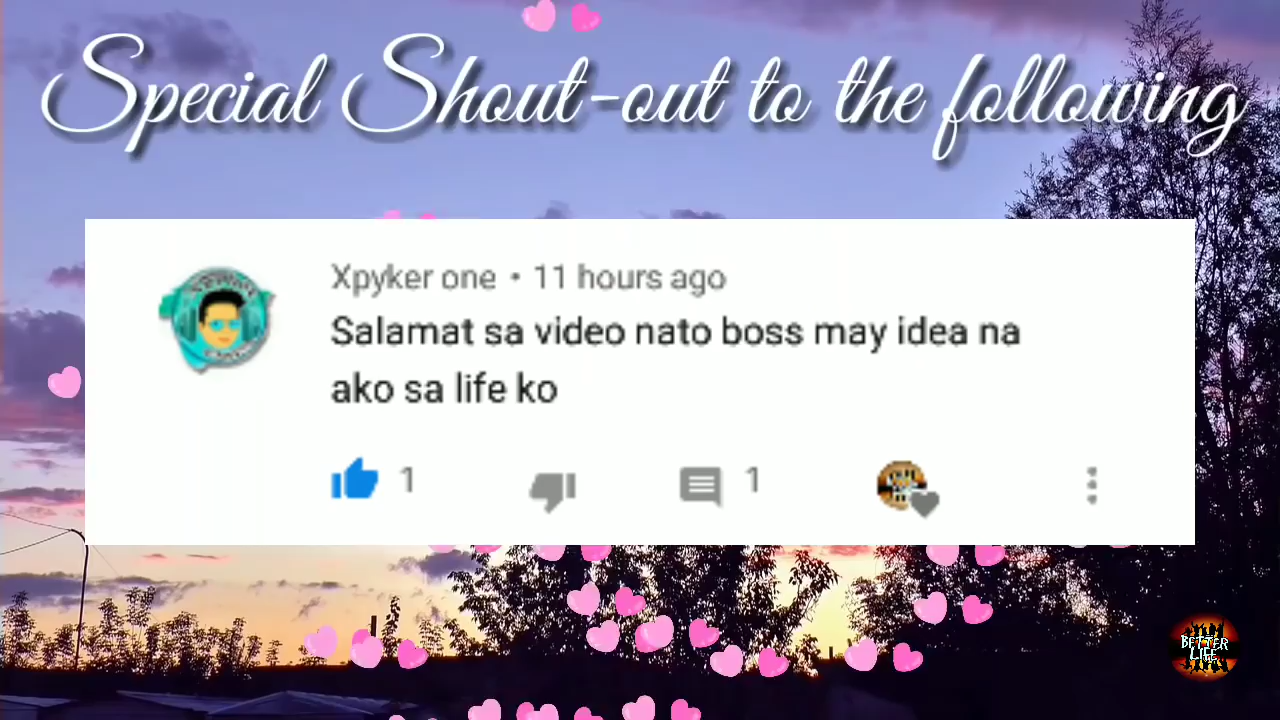 Special Shout-out to the following
Xpyker one • 11 hours ago
Salamat sa video nato boss may idea na
ako sa life ko
1
1
BETTER
LIFE